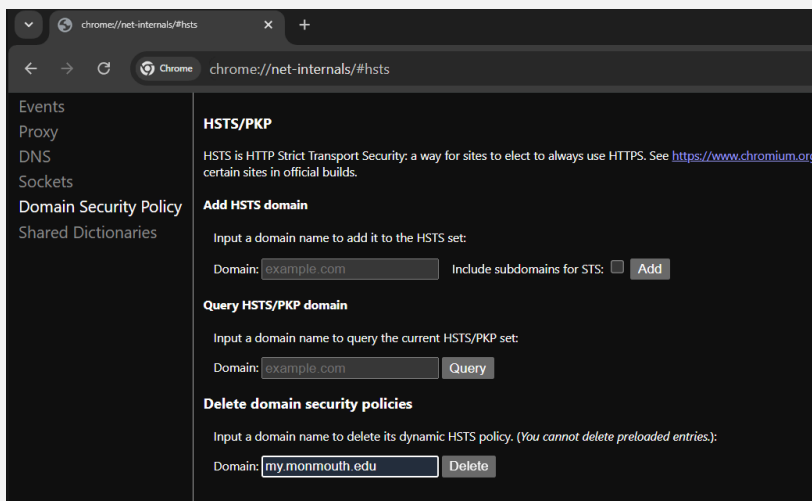 chrome://net-internals/#hsts
Chrome
chrome://net-internals/#hsts
Events
Proxy
DNS
Sockets
Domain Security Policy
Shared Dictionaries
HSTS/PKP
HSTS is HTTP Strict Transport Security: a way for sites to elect to always use HTTPS. See https://www.chromium.org
certain sites in official builds.
Add HSTS domain
Input a domain name to add it to the HSTS set:
Domain: example.com Include subdomains for STS: Add
Query HSTS/PKP domain
Input a domain name to query the current HSTS/PKP set:
Domain: example.com Query
Delete domain security policies
Input a domain name to delete its dynamic HSTS policy. (You cannot delete preloaded entries.):
Domain: my.monmouth.edu Delete